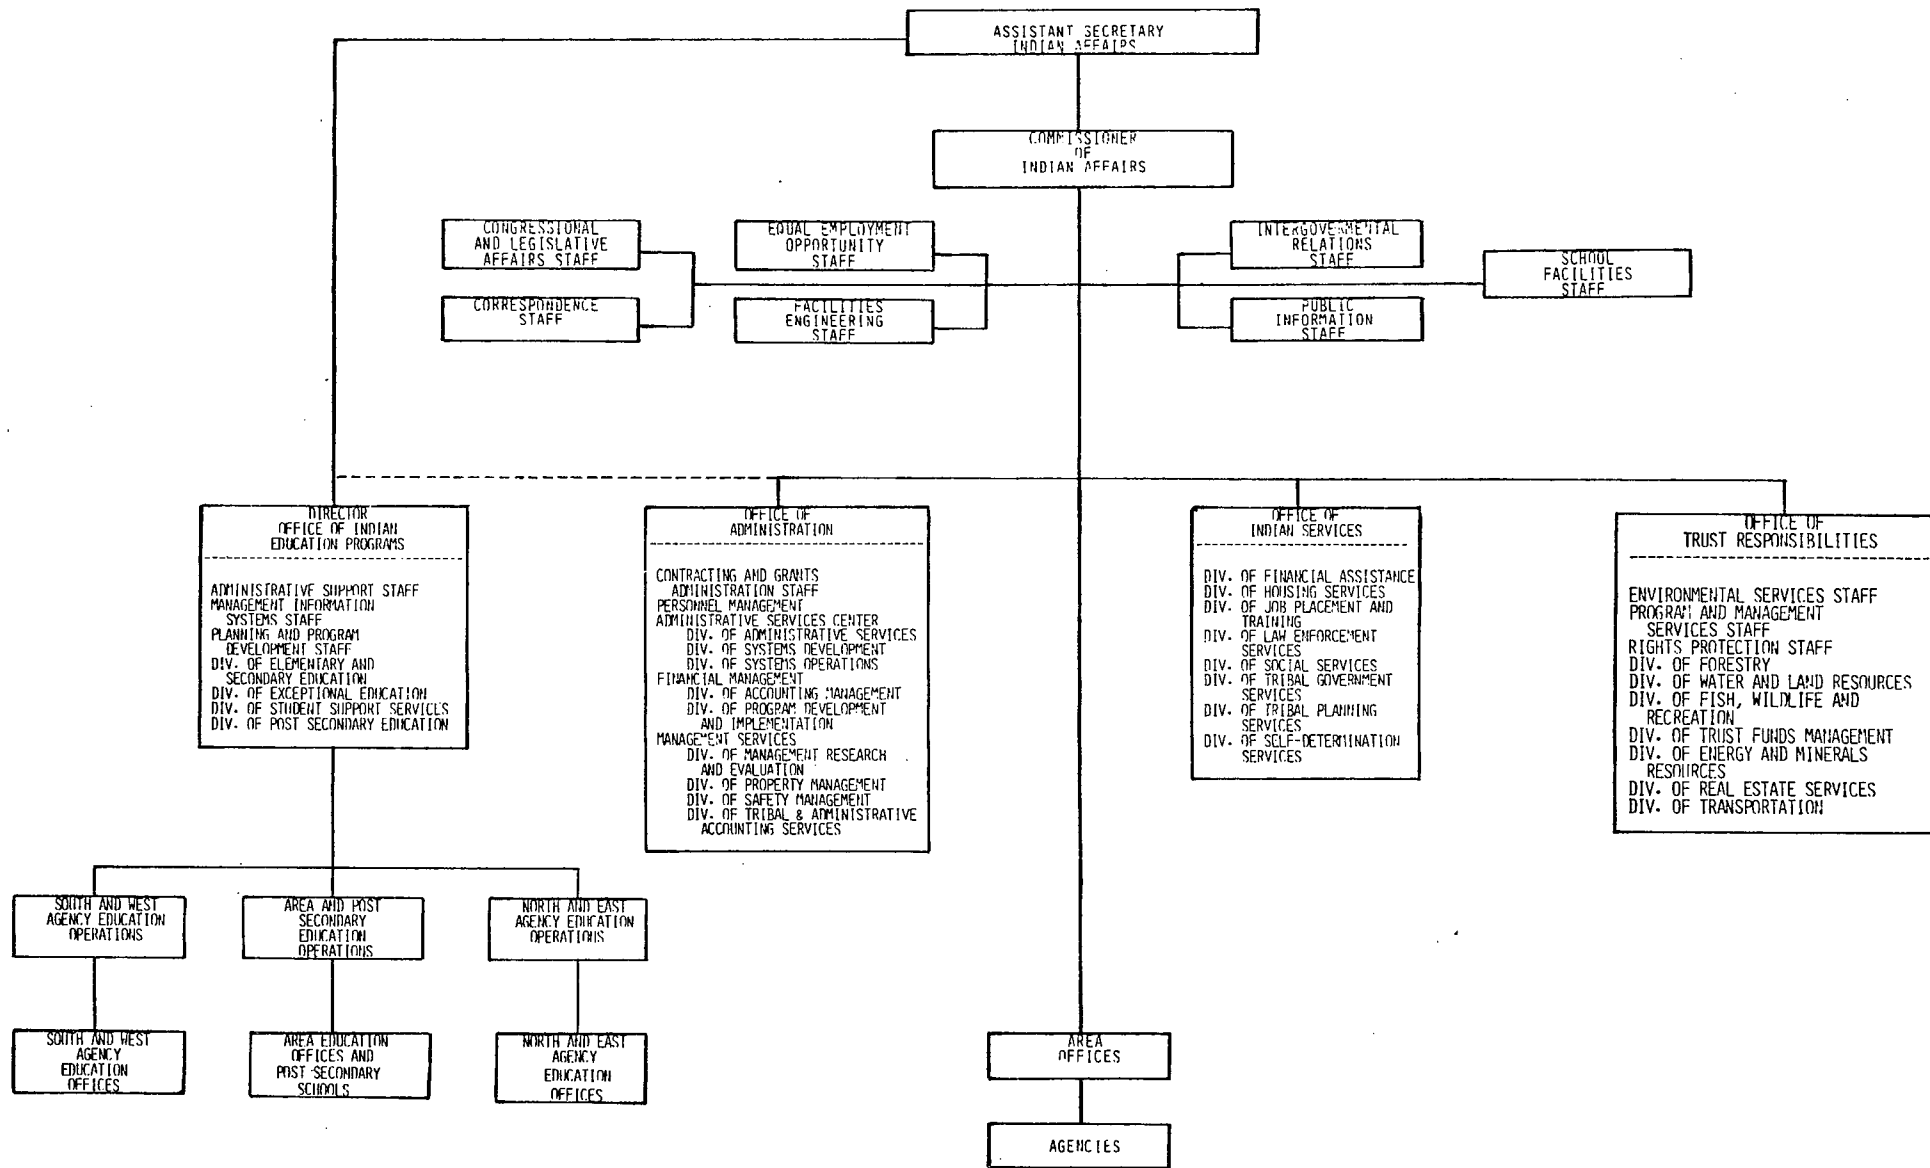 ASSISTANT SECRETARY
INDIAN AFFAIRS
COMMISSIONER
OF
INDIAN AFFAIRS
CONGRESSIONAL
AND LEGISLATIVE
AFFAIRS STAFF
EQUAL EMPLOYMENT
OPPORTUNITY
STAFF
INTERGOVERMENTAL
RELATIONS
STAFF
SCHOOL
FACILITIES
STAFF
CORRESPONDENCE
STAFF
FACILITIES
ENGINEERING
STAFF
PUBLIC
INFORMATION
STAFF
DIRECTOR
OFFICE OF INDIAN
EDUCATION PROGRAMS
ADMINISTRATIVE SUPPORT STAFF
MANAGEMENT INFORMATION
SYSTEMS STAFF
PLANNING AND PROGRAM
DEVELOPMENT STAFF
DIV. OF ELEMENTARY AND
SECONDARY EDUCATION
DIV. OF EXCEPTIONAL EDUCATION
DIV. OF STUDENT SUPPORT SERVICES
DIV. OF POST SECONDARY EDUCATION
OFFICE OF
ADMINISTRATION
CONTRACTING AND GRANTS
ADMINISTRATION STAFF
PERSONNEL MANAGEMENT
ADMINISTRATIVE SERVICES CENTER
DIV. OF ADMINISTRATIVE SERVICES
DIV. OF SYSTEMS DEVELOPMENT
DIV. OF SYSTEMS OPERATIONS
FINANCIAL MANAGEMENT
DIV. OF ACCOUNTING MANAGEMENT
DIV. OF PROGRAM DEVELOPMENT
AND IMPLEMENTATION
MANAGEMENT SERVICES
DIV. OF MANAGEMENT RESEARCH
AND EVALUATION
DIV. OF PROPERTY MANAGEMENT
DIV. OF SAFETY MANAGEMENT
DIV. OF TRIBAL & ADMINISTRATIVE
ACCOUNTING SERVICES
OFFICE OF
INDIAN SERVICES
DIV. OF FINANCIAL ASSISTANCE
DIV. OF HOUSING SERVICES
DIV. OF JOB PLACEMENT AND
TRAINING
DIV. OF LAW ENFORCEMENT
SERVICES
DIV. OF SOCIAL SERVICES
DIV. OF TRIBAL GOVERNMENT
SERVICES
DIV. OF TRIBAL PLANNING
SERVICES
DIV. OF SELF-DETERMINATION
SERVICES
OFFICE OF
TRUST RESPONSIBILITIES
ENVIRONMENTAL SERVICES STAFF
PROGRAM AND MANAGEMENT
SERVICES STAFF
RIGHTS PROTECTION STAFF
DIV. OF FORESTRY
DIV. OF WATER AND LAND RESOURCES
DIV. OF FISH, WILDLIFE AND
RECREATION
DIV. OF TRUST FUNDS MANAGEMENT
DIV. OF ENERGY AND MINERALS
RESOURCES
DIV. OF REAL ESTATE SERVICES
DIV. OF TRANSPORTATION
SOUTH AND WEST
AGENCY EDUCATION
OPERATIONS
AREA AND POST
SECONDARY
EDUCATION
OPERATIONS
NORTH AND EAST
AGENCY EDUCATION
OPERATIONS
SOUTH AND WEST
AGENCY
EDUCATION
OFFICES
AREA EDUCATION
OFFICES AND
POST-SECONDARY
SCHOOLS
NORTH AND EAST
AGENCY
EDUCATION
OFFICES
AREA
OFFICES
AGENCIES